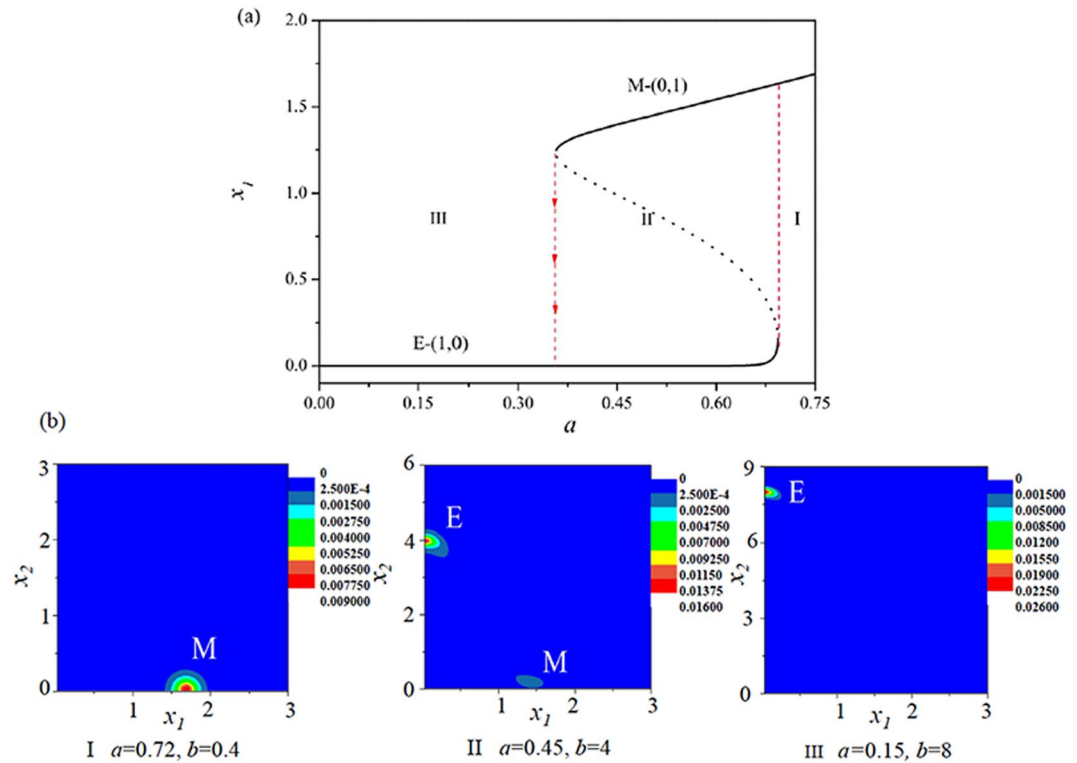 (a)
2.0
1.5
1.0
0.5
0.0
x1
M-(0,1)
III
II
I
E-(1,0)
0.00 0.15 0.30 0.45 0.60 0.75
a
(b)
3
2
1
0
x2
M
1 2 3
x1
0
2.500E-4
0.001500
0.002750
0.004000
0.005250
0.006500
0.007750
0.009000
I a=0.72, b=0.4
6
4
2
0
x2
E
M
1 2 3
x1
0
2.500E-4
0.002500
0.004750
0.007000
0.009250
0.01150
0.01375
0.01600
II a=0.45, b=4
9
6
3
0
x2
E
1 2 3
x1
0
0.001500
0.005000
0.008500
0.01200
0.01550
0.01900
0.02250
0.02600
III a=0.15, b=8